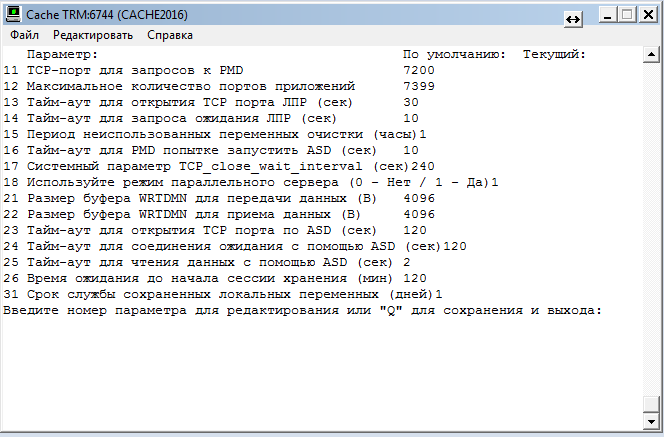 Cache TRM:6744 (CACHE2016)
Файл Редактировать Справка
Параметр: По умолчанию: Текущий:
11 TCP-порт для запросов к PMD 7200
12 Максимальное количество портов приложений 7399
13 Тайм-аут для открытия TCP порта ЛПР (сек) 30
14 Тайм-аут для запроса ожидания ЛПР (сек) 10
15 Период неиспользованных переменных очистки (часы)1
16 Тайм-аут для PMD попытке запустить ASD (сек) 10
17 Системный параметр TCP_close_wait_interval (сек)240
18 Используйте режим параллельного сервера (0 - Нет / 1 - Да)1
21 Размер буфера WRTDMN для передачи данных (B) 4096
22 Размер буфера WRTDMN для приема данных (B) 4096
23 Тайм-аут для открытия TCP порта по ASD (сек) 120
24 Тайм-аут для соединения ожидания с помощью ASD (сек)120
25 Тайм-аут для чтения данных с помощью ASD (сек) 2
26 Время ожидания до начала сессии хранения (мин) 120
31 Срок службы сохраненных локальных переменных (дней)1
Введите номер параметра для редактирования или "Q" для сохранения и выхода: